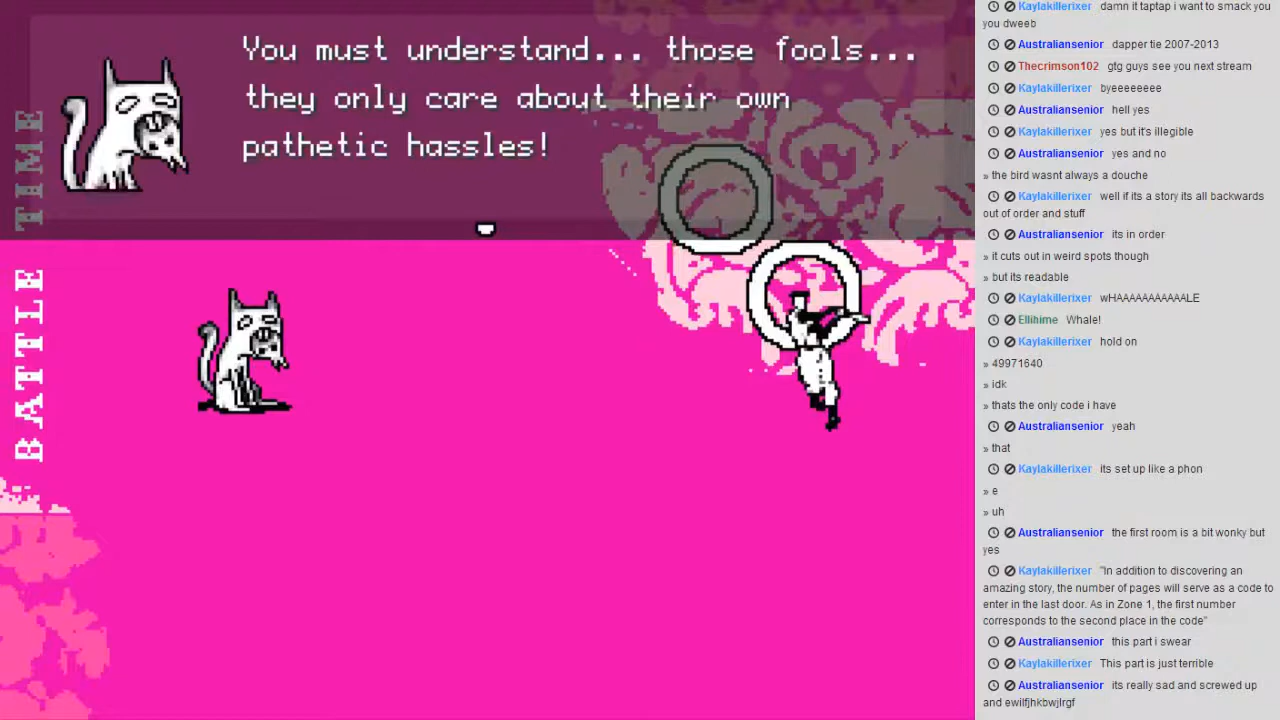 You must understand... those fools...
they only care about their own
pathetic hassles!
TIME
BATTLE
Kaylakillerixer damn it taptap i want to smack you
you dweeb
Australiansenior dapper tie 2007-2013
Thecrimson102 gtg guys see you next stream
Kaylakillerixer byeeeeeeee
Australiansenior hell yes
Kaylakillerixer yes but it's illegible
Australiansenior yes and no
» the bird wasnt always a douche
Kaylakillerixer well if its a story its all backwards
out of order and stuff
Australiansenior its in order
» it cuts out in weird spots though
» but its readable
Kaylakillerixer wHAAAAAAAAAALE
Ellihime Whale!
Kaylakillerixer hold on
» 49971640
» idk
» thats the only code i have
Australiansenior yeah
» that
Kaylakillerixer its set up like a phon
» e
» uh
Australiansenior the first room is a bit wonky but
yes
Kaylakillerixer "In addition to discovering an
amazing story, the number of pages will serve as a code to
enter in the last door. As in Zone 1, the first number
corresponds to the second place in the code"
Australiansenior this part i swear
Kaylakillerixer This part is just terrible
Australiansenior its really sad and screwed up
and ewilfjhkbwjlrgf